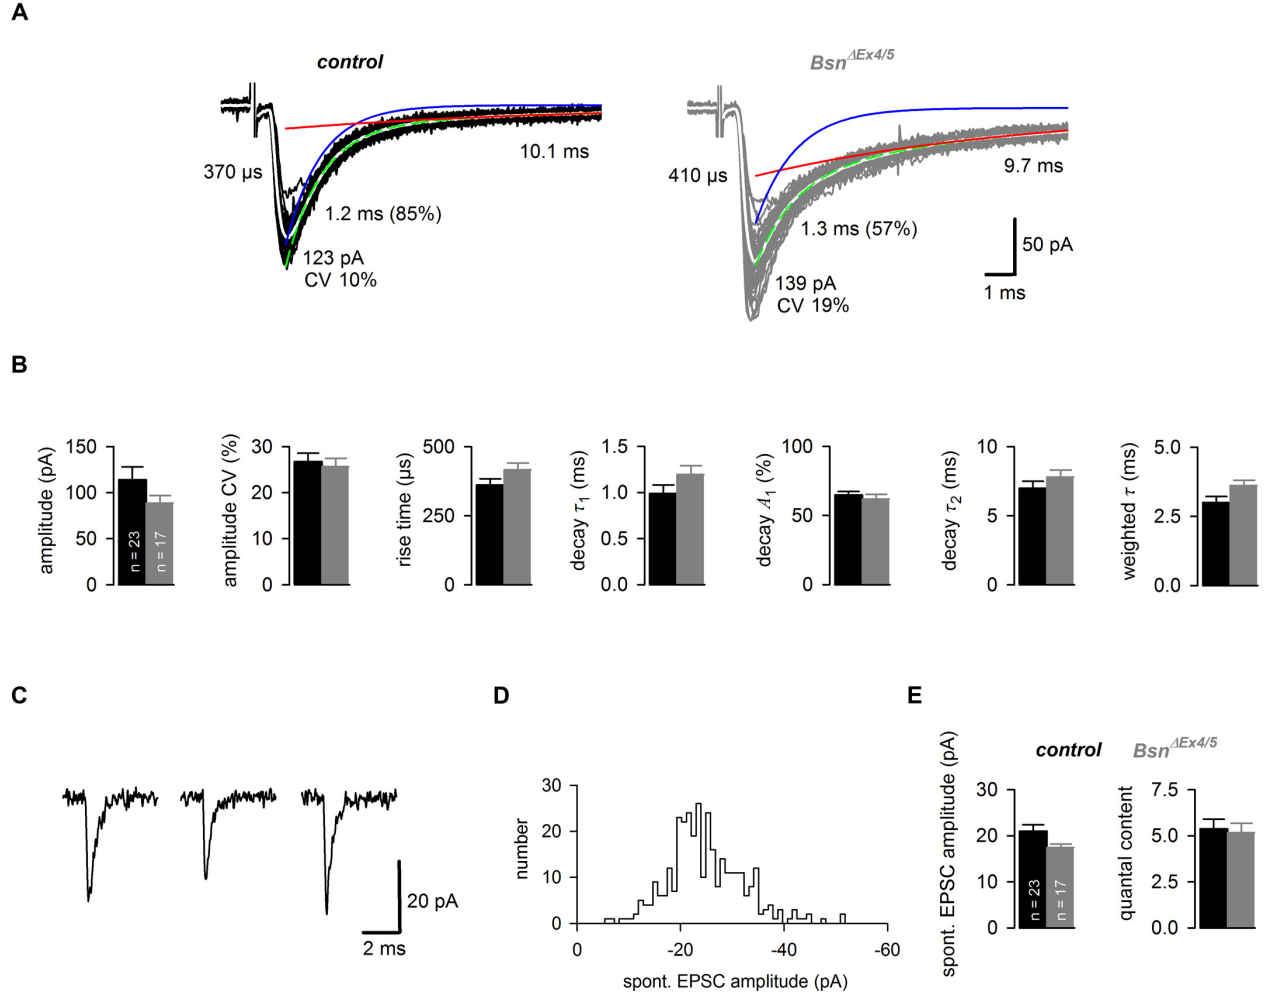 A
control
Bsn^ΔEx4/5
370 µs
10.1 ms
1.2 ms (85%)
123 pA
CV 10%
410 µs
9.7 ms
1.3 ms (57%)
139 pA
CV 19%
50 pA
1 ms
B
amplitude (pA)
150
100
50
0
n = 23
n = 17
amplitude CV (%)
30
20
10
0
rise time (µs)
500
250
0
decay τ1 (ms)
1.5
1.0
0.5
0.0
decay A1 (%)
100
50
0
decay τ2 (ms)
10
5
0
weighted τ (ms)
5.0
2.5
0.0
C
20 pA
2 ms
D
number
30
20
10
0
0
-20
-40
-60
spont. EPSC amplitude (pA)
E
control
Bsn^ΔEx4/5
spont. EPSC amplitude (pA)
30
20
10
0
n = 23
n = 17
quantal content
7.5
5.0
2.5
0.0